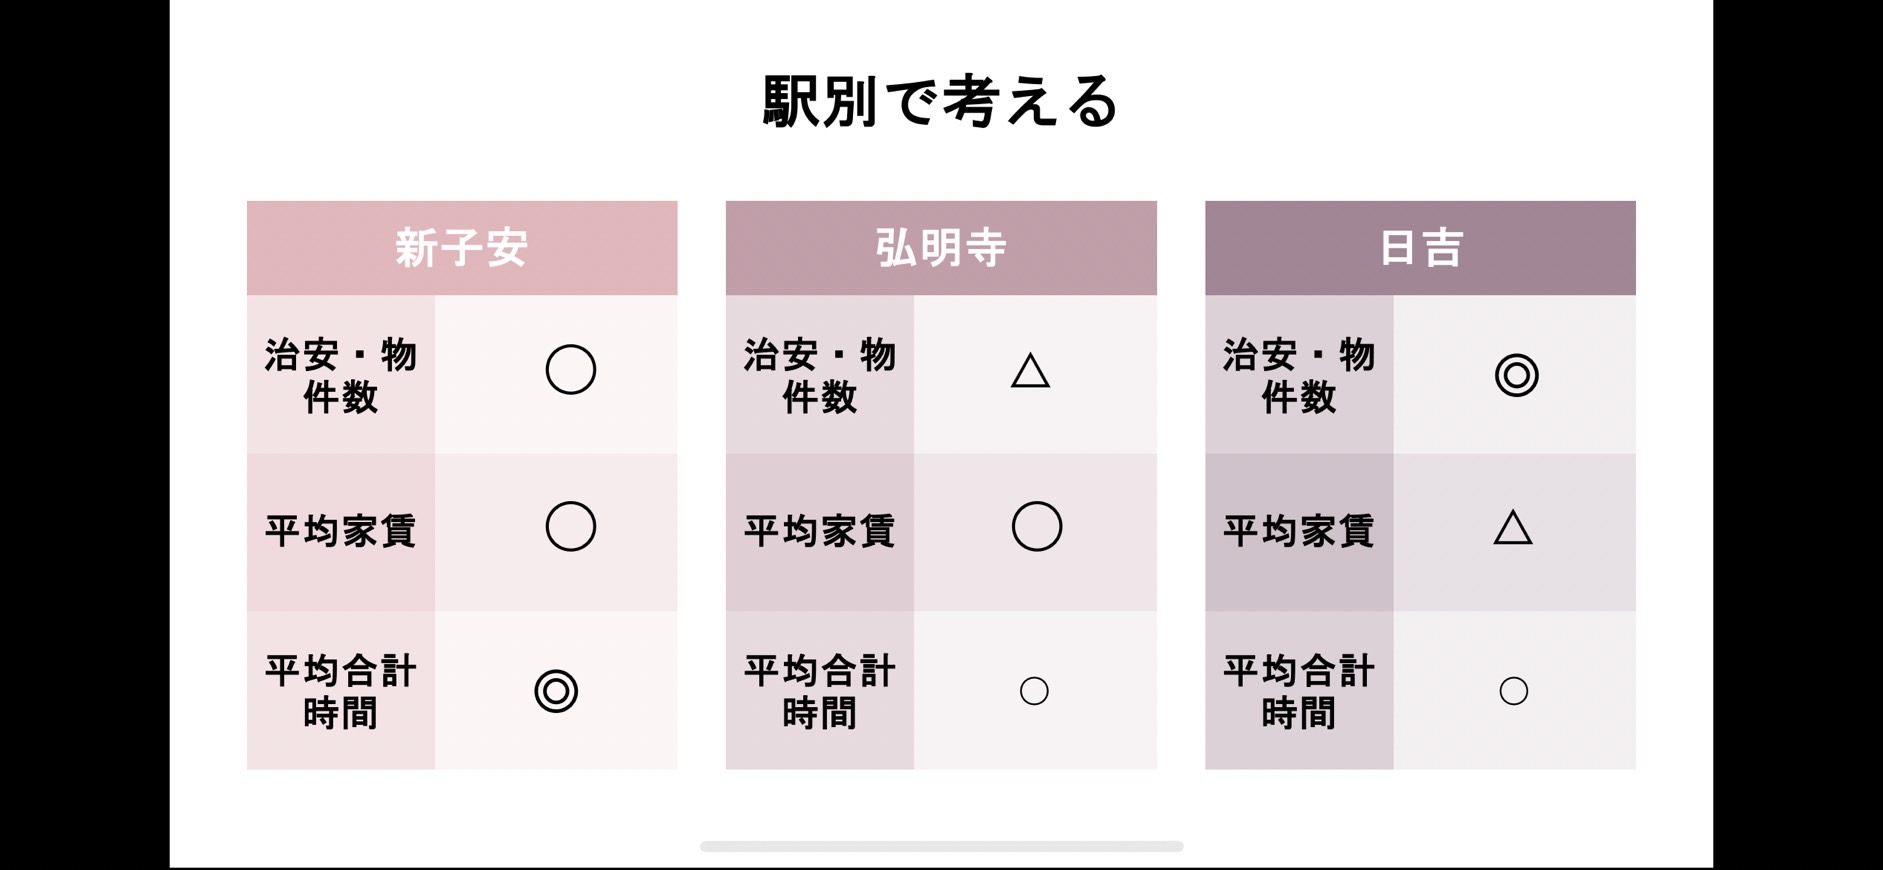 駅別で考える
新子安
治安・物
件数
○
平均家賃
○
平均合計
時間
◎
弘明寺
治安・物
件数
△
平均家賃
○
平均合計
時間
○
日吉
治安・物
件数
◎
平均家賃
△
平均合計
時間
○